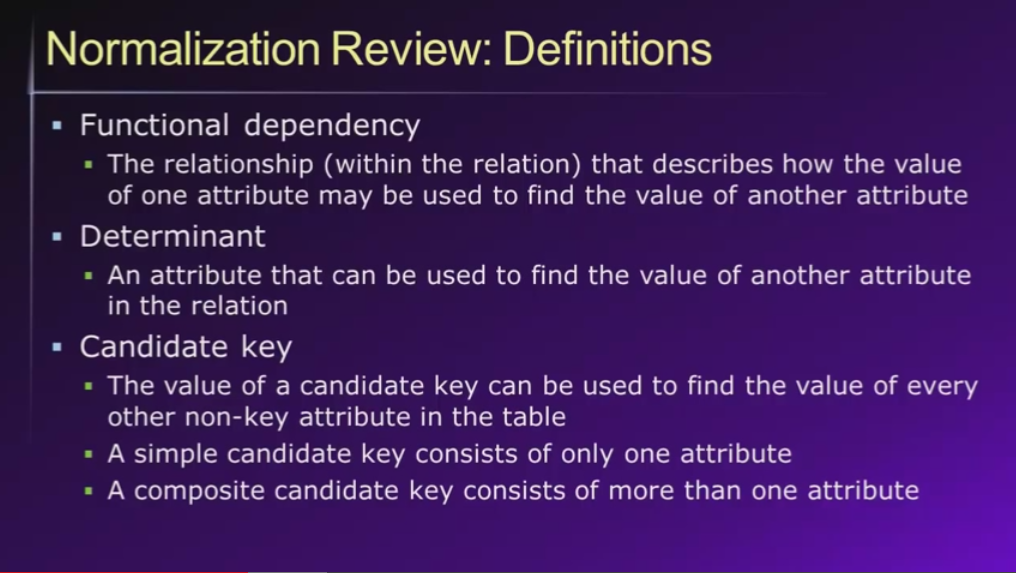 Normalization Review: Definitions
Functional dependency
The relationship (within the relation) that describes how the value
of one attribute may be used to find the value of another attribute
Determinant
An attribute that can be used to find the value of another attribute
in the relation
Candidate key
The value of a candidate key can be used to find the value of every
other non-key attribute in the table
A simple candidate key consists of only one attribute
A composite candidate key consists of more than one attribute